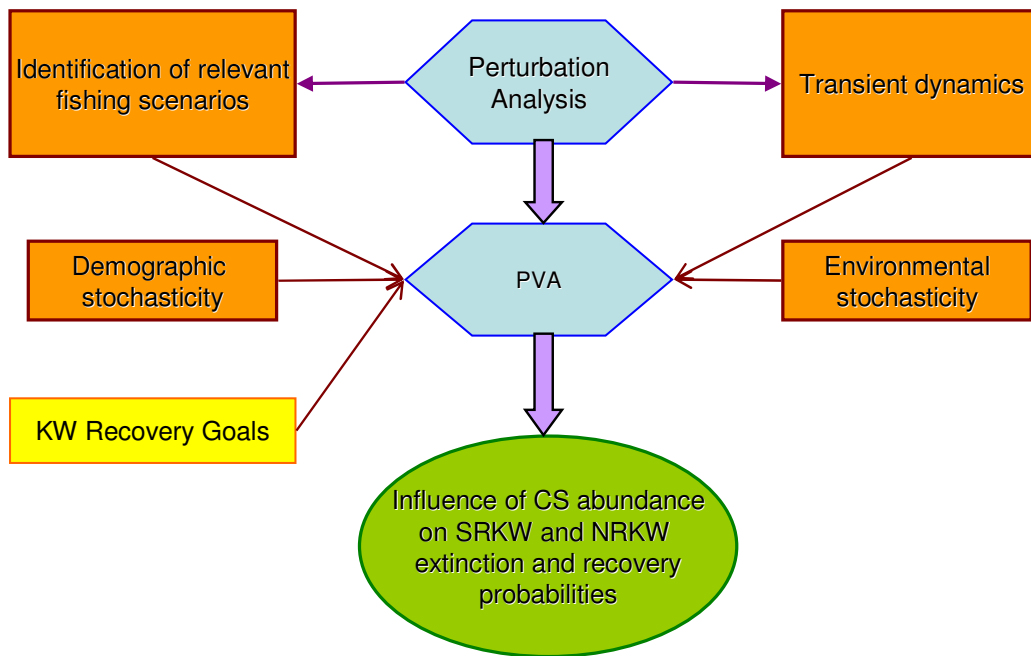 Identification of relevant
fishing scenarios
Perturbation
Analysis
Transient dynamics
Demographic
stochasticity
PVA
Environmental
stochasticity
KW Recovery Goals
Influence of CS abundance
on SRKW and NRKW
extinction and recovery
probabilities